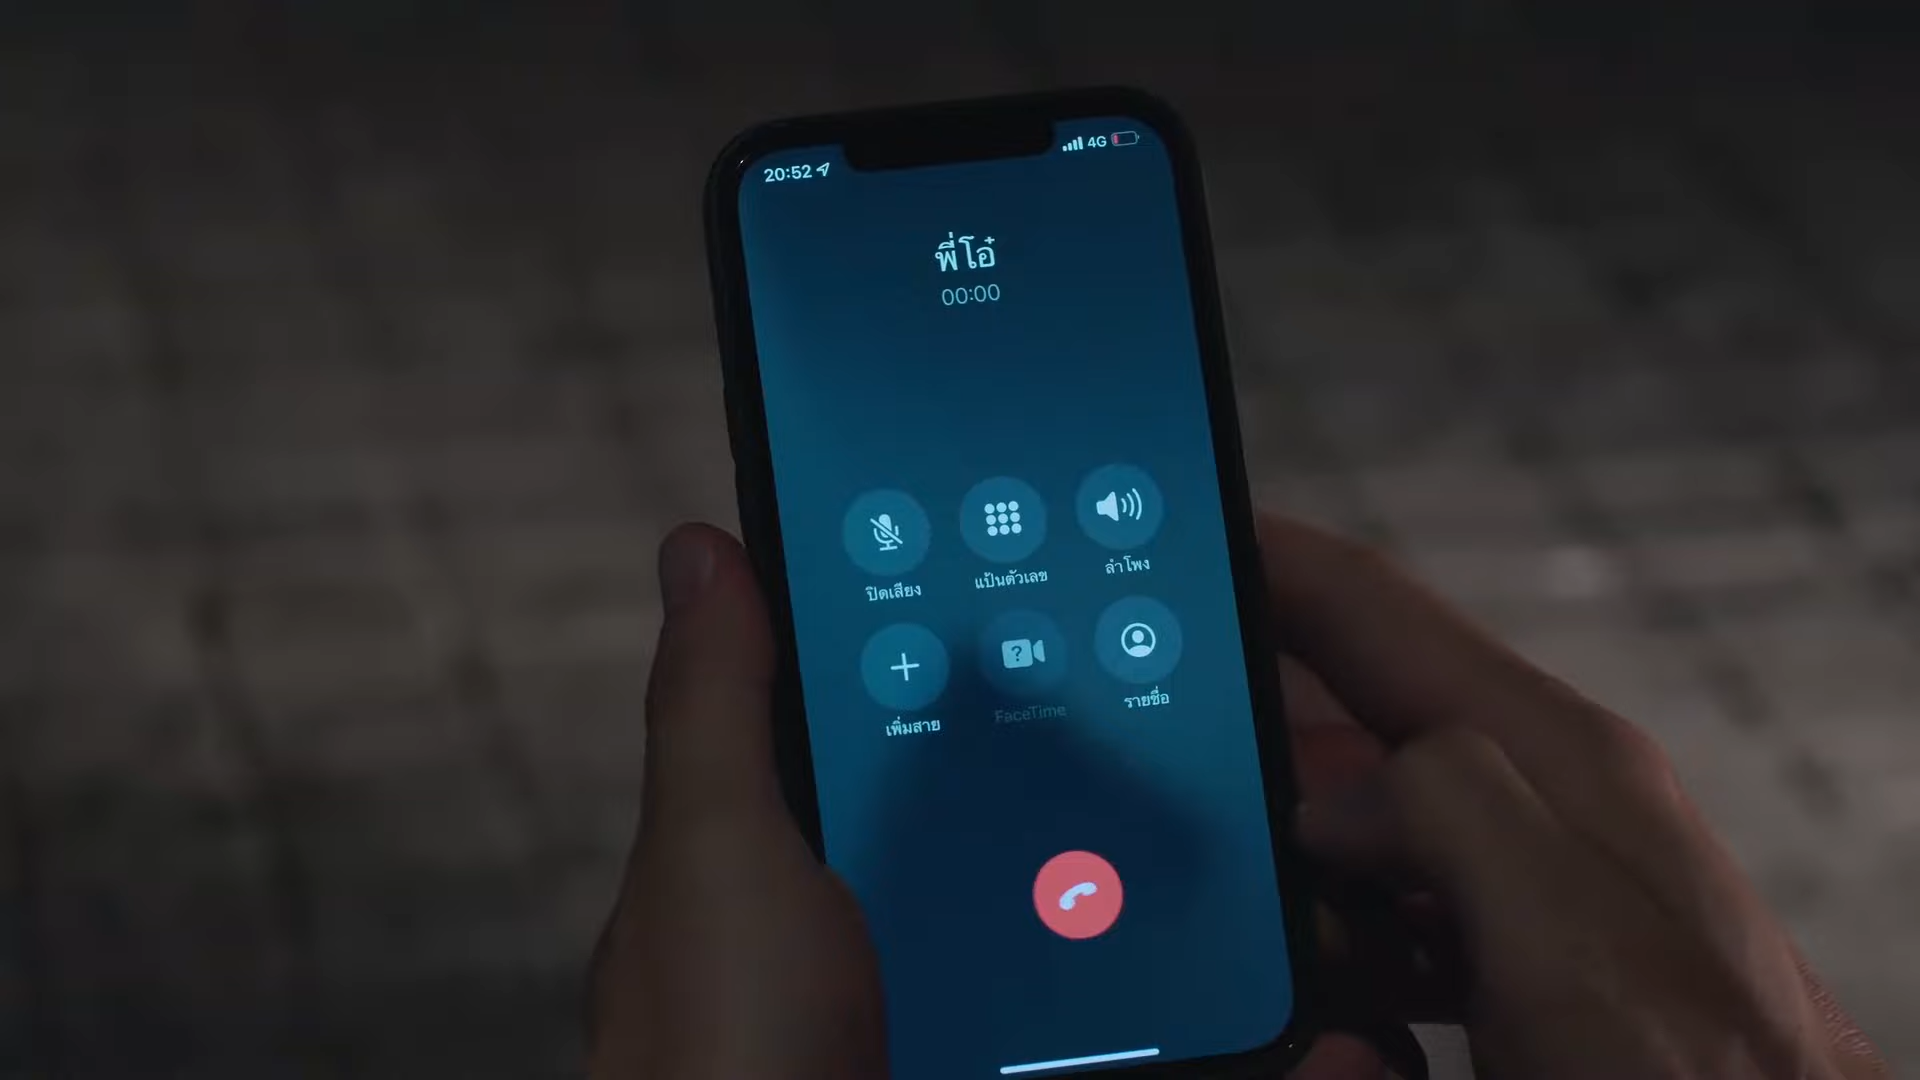 20:52
4G
พี่โอ๋
00:00
ปิดเสียง
แป้นตัวเลข
ลำโพง
?
เพิ่มสาย
FaceTime
รายชื่อ